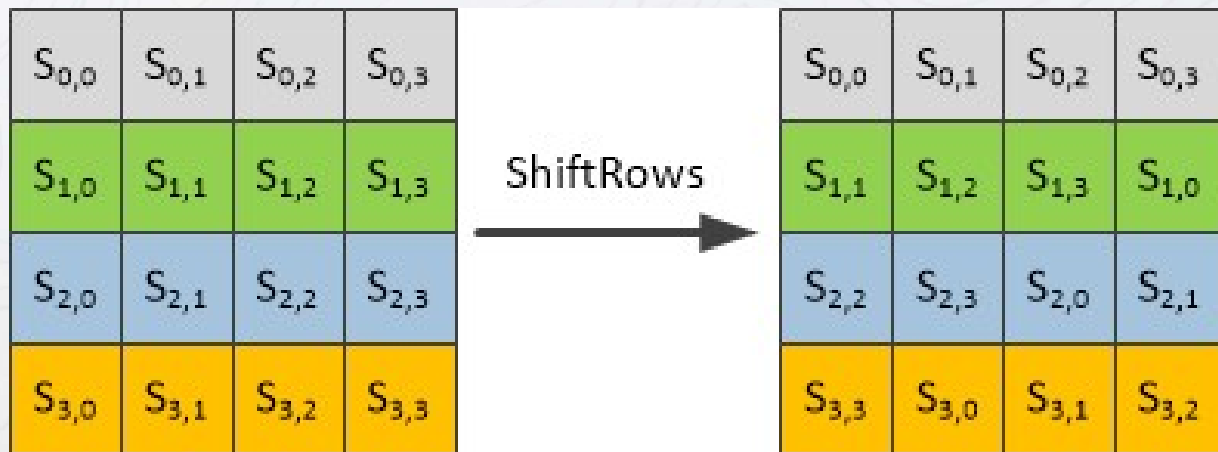 S0,0 S0,1 S0,2 S0,3
S1,0 S1,1 S1,2 S1,3
S2,0 S2,1 S2,2 S2,3
S3,0 S3,1 S3,2 S3,3
ShiftRows
S0,0 S0,1 S0,2 S0,3
S1,1 S1,2 S1,3 S1,0
S2,2 S2,3 S2,0 S2,1
S3,3 S3,0 S3,1 S3,2